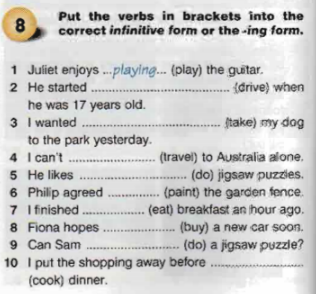 8
Put the verbs in brackets into the
correct infinitive form or the -ing form.
1 Juliet enjoys ...playing... (play) the guitar.
2 He started .............................. (drive) when
he was 17 years old.
3 I wanted .............................. (take) my dog
to the park yesterday.
4 I can't ........................ (travel) to Australia alone.
5 He likes ...................... (do) jigsaw puzzles.
6 Philip agreed .............. (paint) the garden fence.
7 I finished ................ (eat) breakfast an hour ago.
8 Fiona hopes .................. (buy) a new car soon.
9 Can Sam .................... (do) a jigsaw puzzle?
10 I put the shopping away before ........................
(cook) dinner.